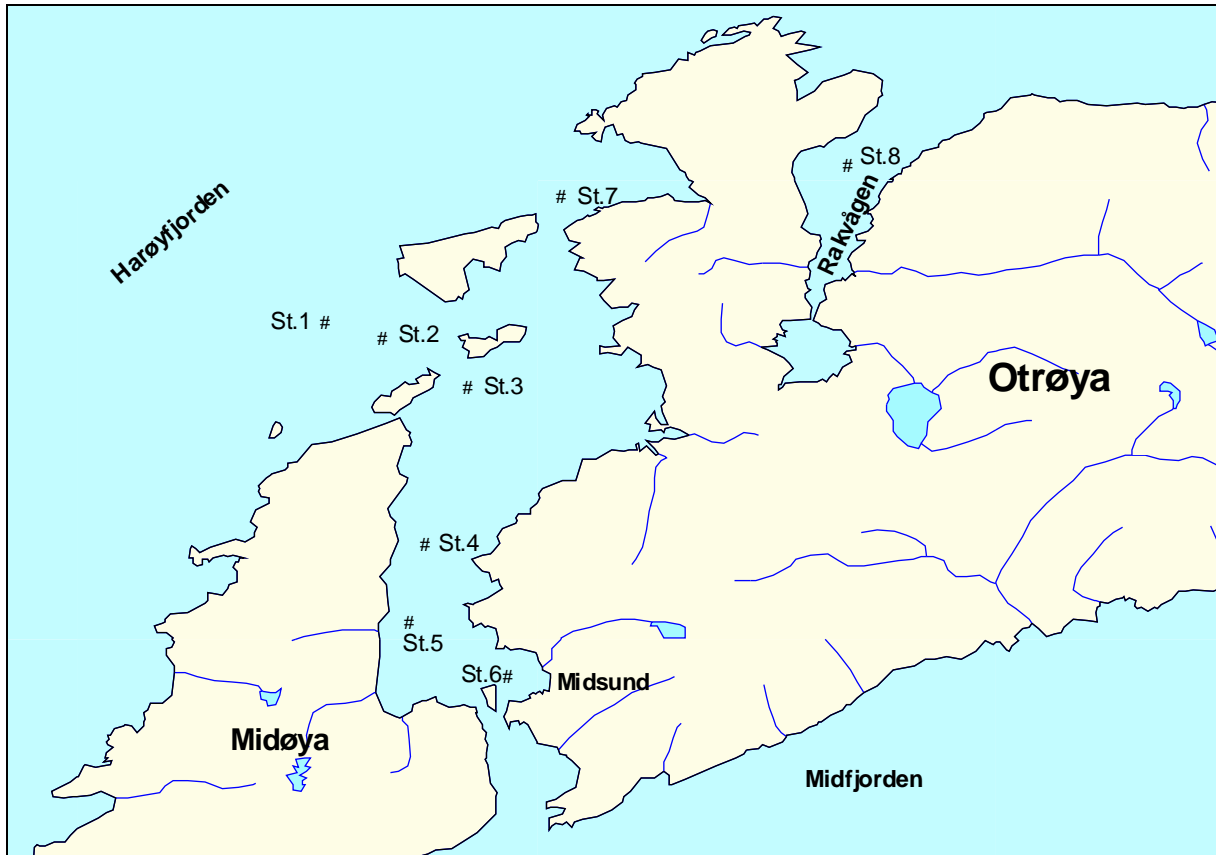 # St.8
# St.7
Rakvågen
Harøyfjorden
St.1 #
# St.2
Otrøya
# St.3
# St.4
#
St.5
St.6#
Midsund
Midøya
Midfjorden